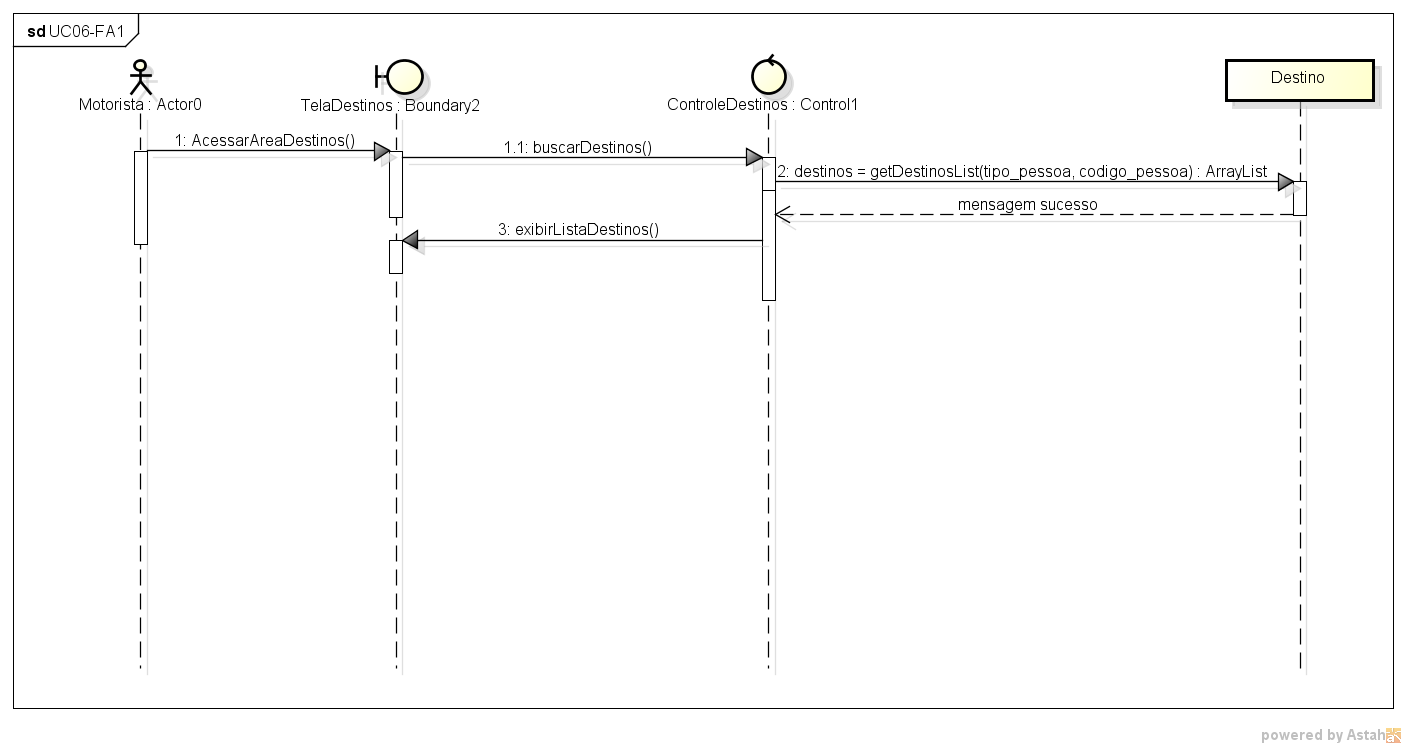 sd UC06-FA1
Motorista : Actor0
TelaDestinos : Boundary2
ControleDestinos : Control1
Destino
1: AcessarAreaDestinos()
1.1: buscarDestinos()
2: destinos = getDestinosList(tipo_pessoa, codigo_pessoa) : ArrayList
mensagem sucesso
3: exibirListaDestinos()
powered by Astah